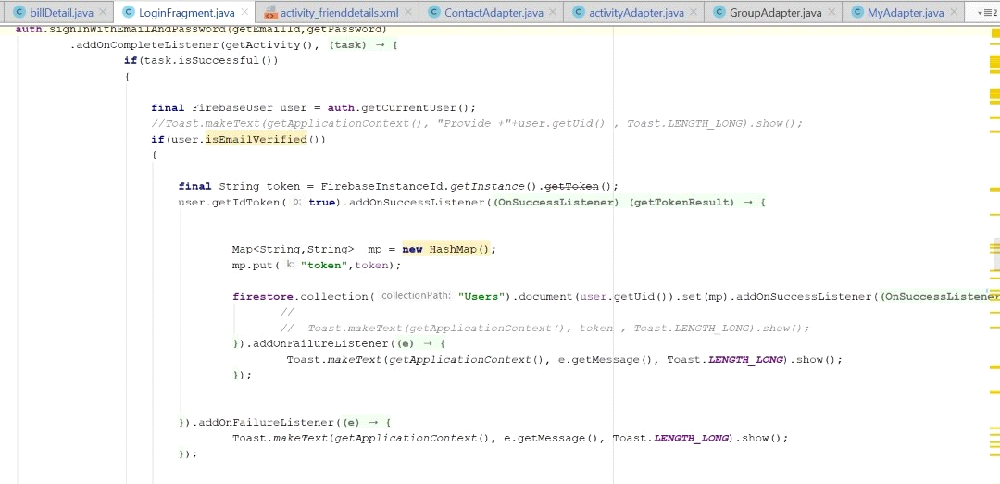 billDetail.java LoginFragment.java activity_frienddetails.xml ContactAdapter.java activityAdapter.java GroupAdapter.java MyAdapter.java 2
auth.signInWithEmailAndPassword(getEmailId,getPassword)
.addOnCompleteListener(getActivity(), (task) → {
if(task.isSuccessful())
{
final FirebaseUser user = auth.getCurrentUser();
//Toast.makeText(getApplicationContext(), "Provide +"+user.getUid() , Toast.LENGTH_LONG).show();
if(user.isEmailVerified())
{
final String token = FirebaseInstanceId.getInstance().getToken();
user.getIdToken( b: true).addOnSuccessListener((OnSuccessListener) (getTokenResult) → {
Map<String,String> mp = new HashMap();
mp.put( k: "token",token);
firestore.collection( collectionPath: "Users").document(user.getUid()).set(mp).addOnSuccessListener((OnSuccessListener
//
// Toast.makeText(getApplicationContext(), token , Toast.LENGTH_LONG).show();
}).addOnFailureListener((e) → {
Toast.makeText(getApplicationContext(), e.getMessage(), Toast.LENGTH_LONG).show();
});
}).addOnFailureListener((e) → {
Toast.makeText(getApplicationContext(), e.getMessage(), Toast.LENGTH_LONG).show();
});